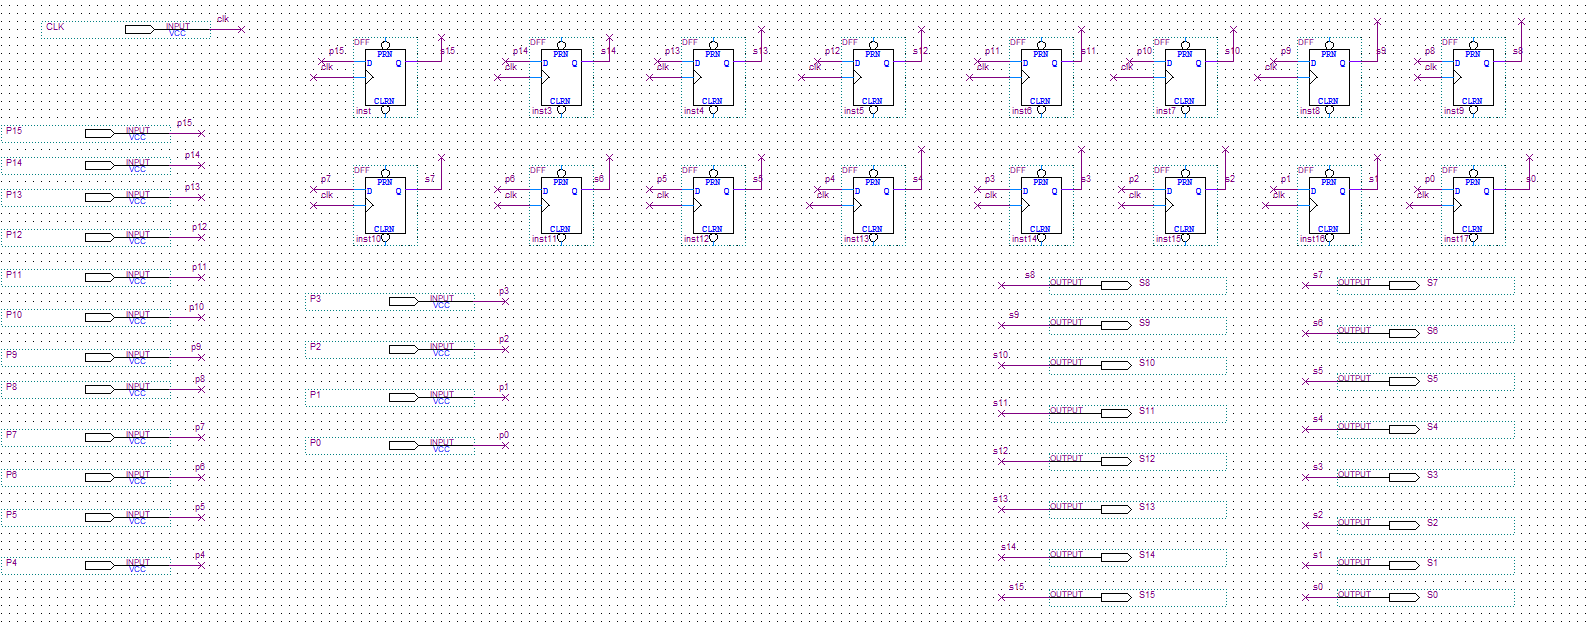 CLK INPUT VCC clk
p15 clk DFF PRN D Q CLRN inst s15
p14 clk DFF PRN D Q CLRN inst3 s14
p13 clk DFF PRN D Q CLRN inst4 s13
p12 clk DFF PRN D Q CLRN inst5 s12
p11 clk DFF PRN D Q CLRN inst6 s11
p10 clk DFF PRN D Q CLRN inst7 s10
p9 clk DFF PRN D Q CLRN inst8 s9
p8 clk DFF PRN D Q CLRN inst9 s8
p7 clk DFF PRN D Q CLRN inst10 s7
p6 clk DFF PRN D Q CLRN inst11 s6
p5 clk DFF PRN D Q CLRN inst12 s5
p4 clk DFF PRN D Q CLRN inst13 s4
p3 clk DFF PRN D Q CLRN inst14 s3
p2 clk DFF PRN D Q CLRN inst15 s2
p1 clk DFF PRN D Q CLRN inst16 s1
p0 clk DFF PRN D Q CLRN inst17 s0
P15 INPUT VCC p15
P14 INPUT VCC p14
P13 INPUT VCC p13
P12 INPUT VCC p12
P11 INPUT VCC p11
P10 INPUT VCC p10
P9 INPUT VCC p9
P8 INPUT VCC p8
P7 INPUT VCC p7
P6 INPUT VCC p6
P5 INPUT VCC p5
P4 INPUT VCC p4
P3 INPUT VCC p3
P2 INPUT VCC p2
P1 INPUT VCC p1
P0 INPUT VCC p0
s8 OUTPUT S8
s9 OUTPUT S9
s10 OUTPUT S10
s11 OUTPUT S11
s12 OUTPUT S12
s13 OUTPUT S13
s14 OUTPUT S14
s15 OUTPUT S15
s7 OUTPUT S7
s6 OUTPUT S6
s5 OUTPUT S5
s4 OUTPUT S4
s3 OUTPUT S3
s2 OUTPUT S2
s1 OUTPUT S1
s0 OUTPUT S0